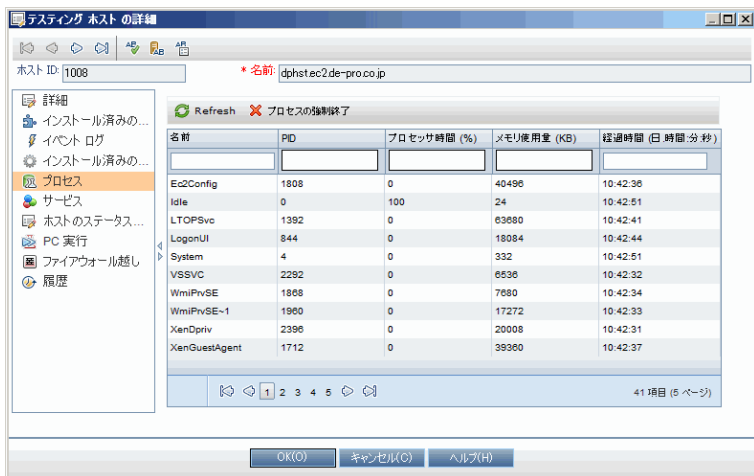 テスティング ホスト の詳細
ホスト ID: 1008
* 名前: dphst.ec2.de-pro.co.jp
詳細
インストール済みの...
イベント ログ
インストール済みの...
プロセス
サービス
ホストのステータス...
PC 実行
ファイアウォール越し
履歴
Refresh プロセスの強制終了
名前 PID プロセッサ時間 (%) メモリ使用量 (KB) 経過時間 (日.時間:分:秒)
Ec2Config 1808 0 40496 10:42:36
Idle 0 100 24 10:42:51
LTOPSvc 1392 0 63680 10:42:41
LogonUI 844 0 18084 10:42:44
System 4 0 332 10:42:51
VSSVC 2292 0 6536 10:42:32
WmiPrvSE 1868 0 7680 10:42:34
WmiPrvSE~1 1960 0 17272 10:42:33
XenDpriv 2396 0 20008 10:42:31
XenGuestAgent 1712 0 39360 10:42:37
1 2 3 4 5
41 項目 (5 ページ)
OK(O) キャンセル(C) ヘルプ(H)